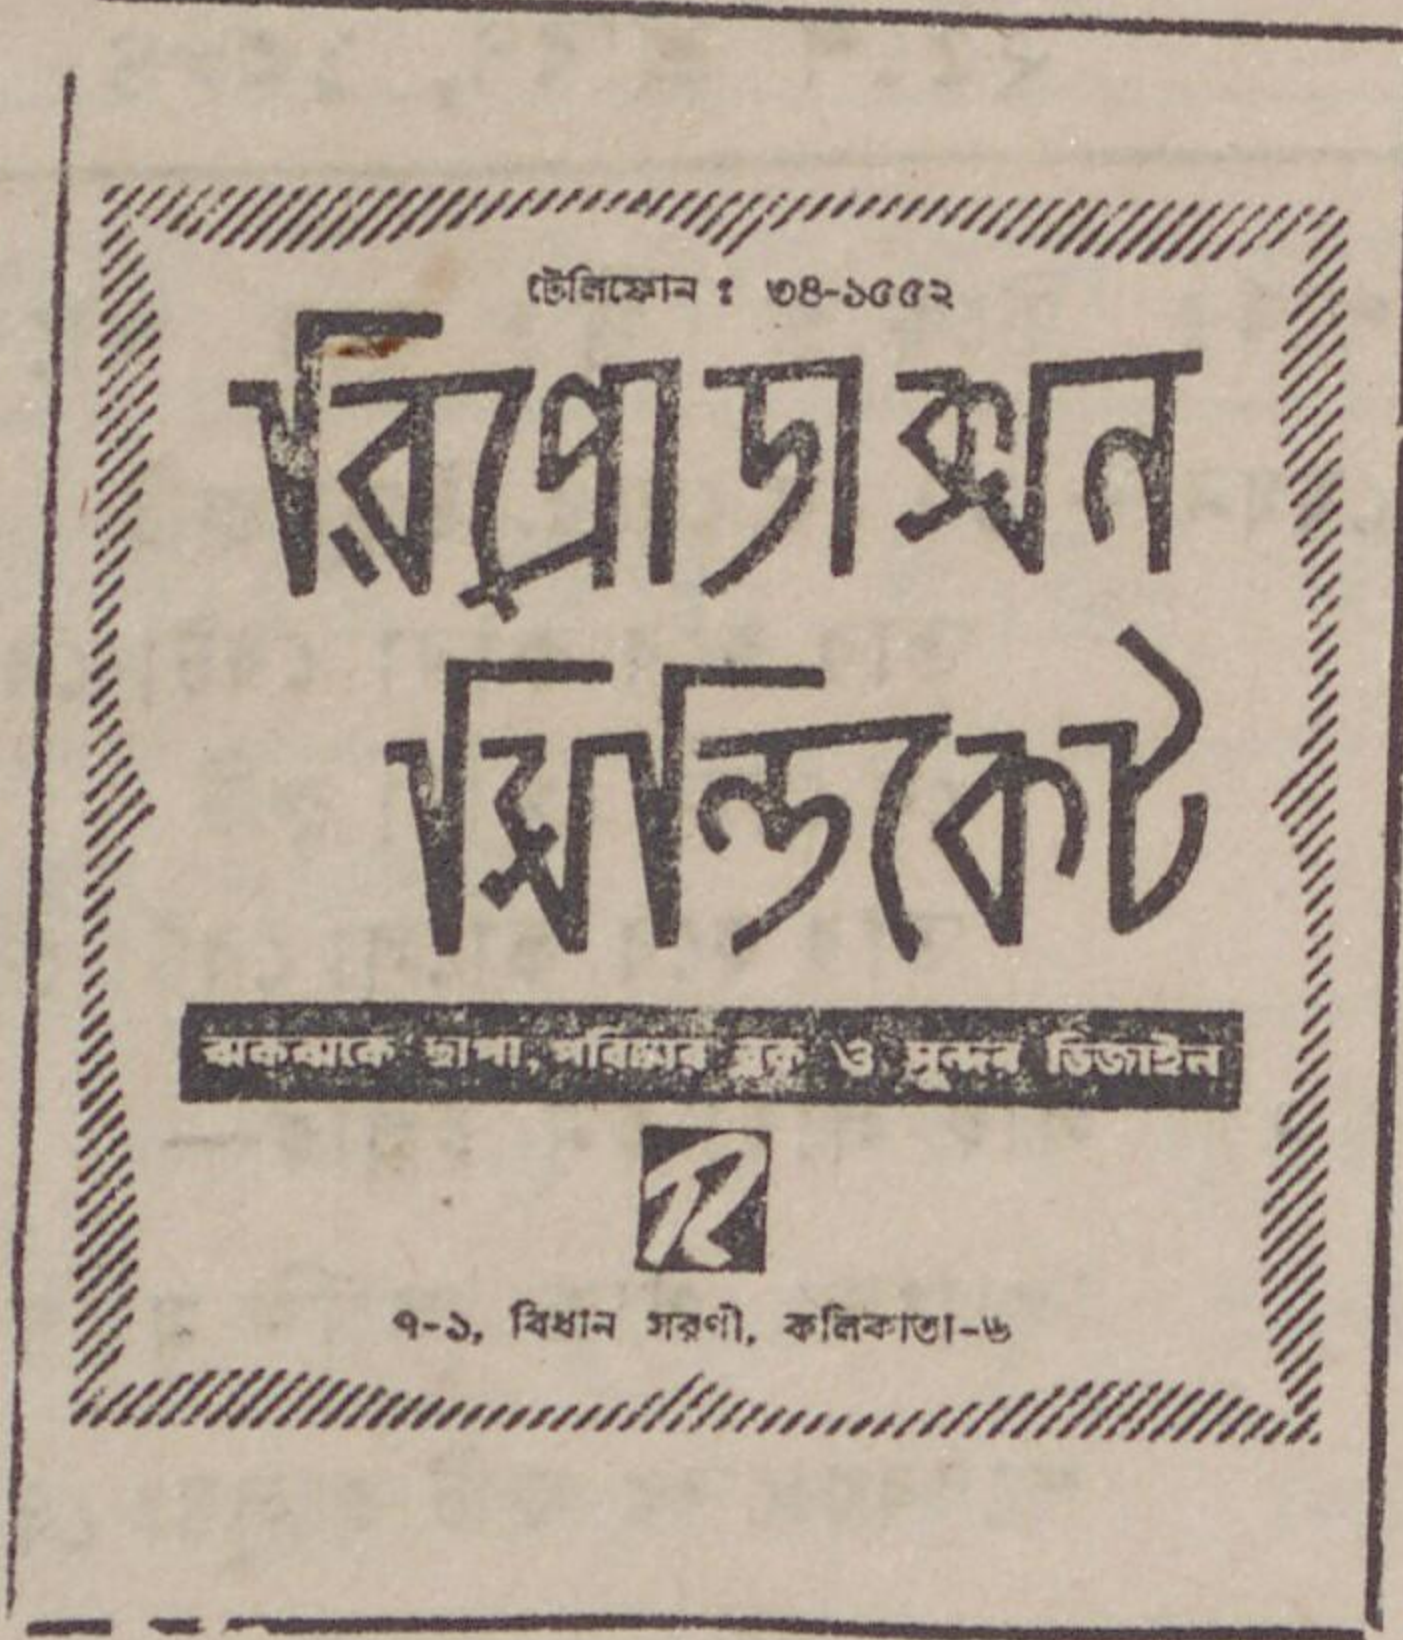 টেলিফোন : ৩৪-১৫৫২
রিপ্রোডাক্সন
সিন্ডিকেট
ঝকঝকে ছাপা, পরিষ্কার ব্লক ও সুন্দর ডিজাইন
R
৭-১, বিধান সরণী, কলিকাতা-৬